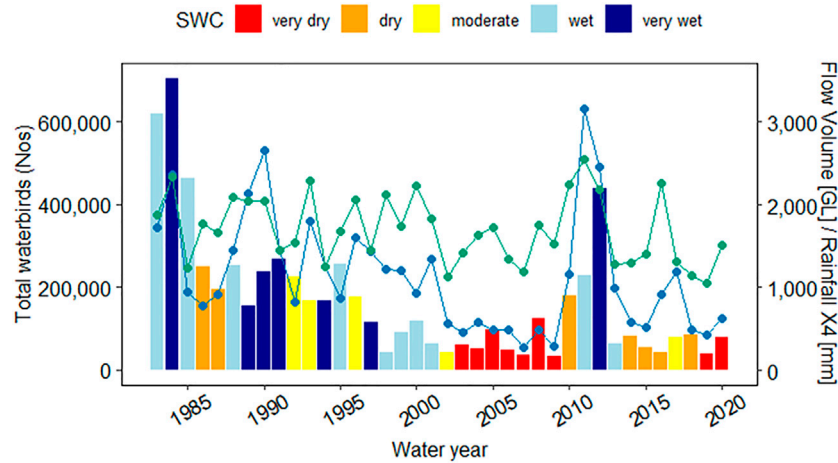 SWC very dry dry moderate wet very wet
Total waterbirds (Nos)
600,000
400,000
200,000
0
Flow Volume [GL] / Rainfall X4 [mm]
3,000
2,000
1,000
0
1985 1990 1995 2000 2005 2010 2015 2020
Water year